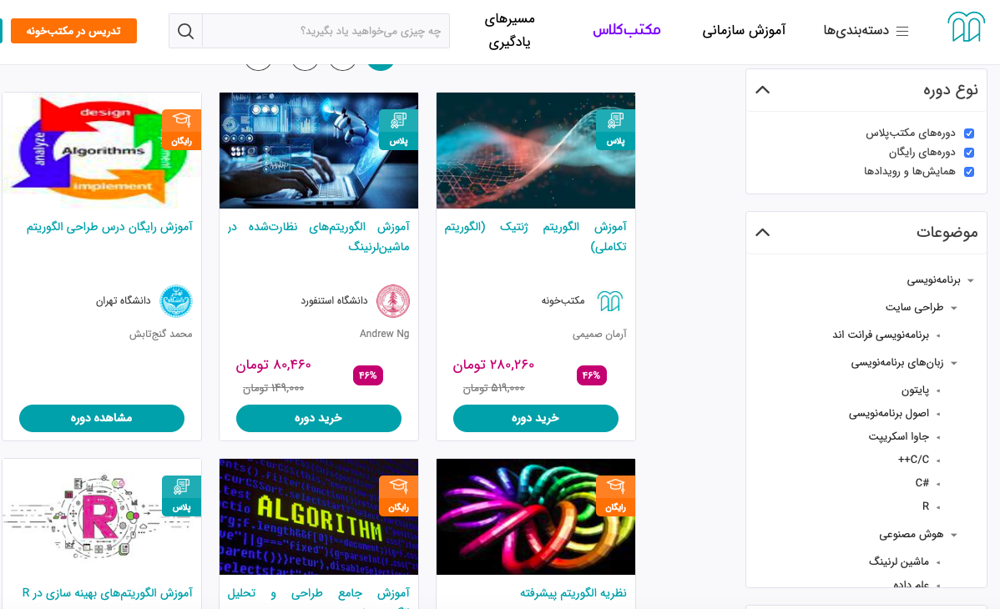 دسته‌بندی‌ها
آموزش سازمانی
مکتب‌کلاس
مسیرهای
یادگیری
چه چیزی می‌خواهید یاد بگیرید؟
تدریس در مکتب‌خونه
نوع دوره
دوره‌های مکتب‌پلاس
دوره‌های رایگان
همایش‌ها و رویدادها
موضوعات
برنامه‌نویسی
طراحی سایت
برنامه‌نویسی فرانت اند
زبان‌های برنامه‌نویسی
پایتون
اصول برنامه‌نویسی
جاوا اسکریپت
C/C++
C#
R
هوش مصنوعی
ماشین لرنینگ
علم داده
پلاس
آموزش الگوریتم ژنتیک (الگوریتم
تکاملی)
مکتب‌خونه
آرمان صمیمی
۲۸۰,۲۶۰ تومان
۴۶%
۵۱۹,۰۰۰ تومان
خرید دوره
پلاس
آموزش الگوریتم‌های نظارت‌شده در
ماشین‌لرنینگ
دانشگاه استنفورد
Andrew Ng
۸۰,۴۶۰ تومان
۴۶%
۱۴۹,۰۰۰ تومان
خرید دوره
رایگان
design
analyze
Algorithms
implement
آموزش رایگان درس طراحی الگوریتم
دانشگاه تهران
محمد گنج‌تابش
مشاهده دوره
رایگان
نظریه الگوریتم پیشرفته
رایگان
ALGORITHM
آموزش جامع طراحی و تحلیل
پلاس
R
آموزش الگوریتم‌های بهینه سازی در R